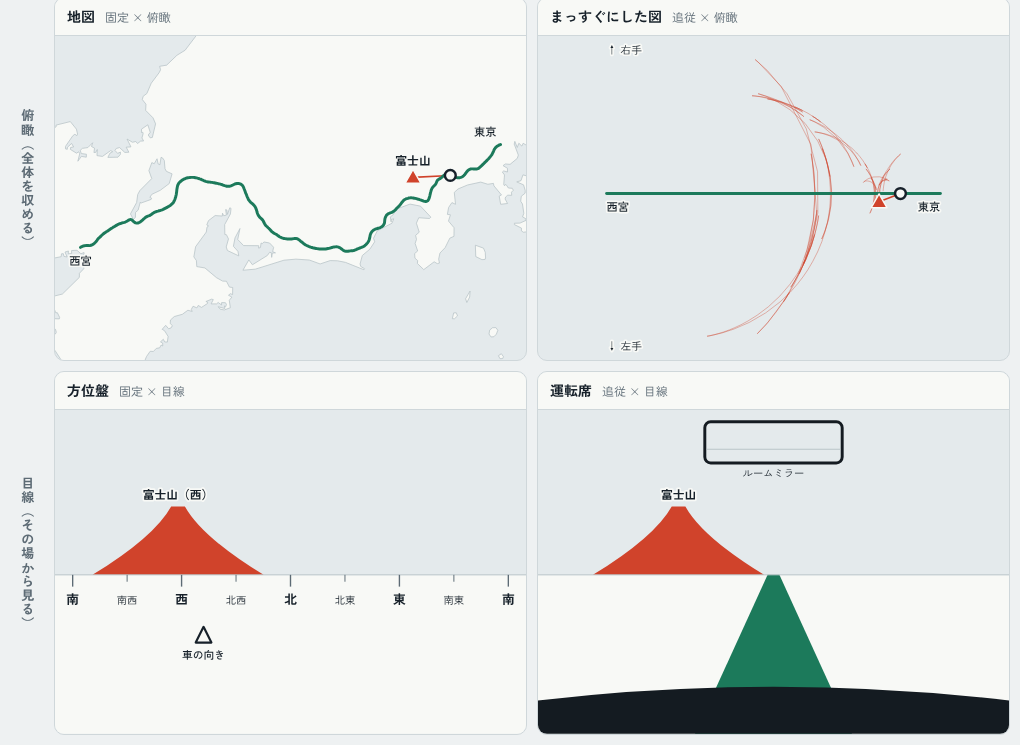 俯瞰（全体を収める）
地図 固定 × 俯瞰
東京
富士山
西宮
まっすぐにした図 追従 × 俯瞰
↑ 右手
西宮
東京
↓ 左手
目線（その場から見る）
方位盤 固定 × 目線
富士山（西）
南 南西 西 北西 北 北東 東 南東 南
車の向き
運転席 追従 × 目線
ルームミラー
富士山